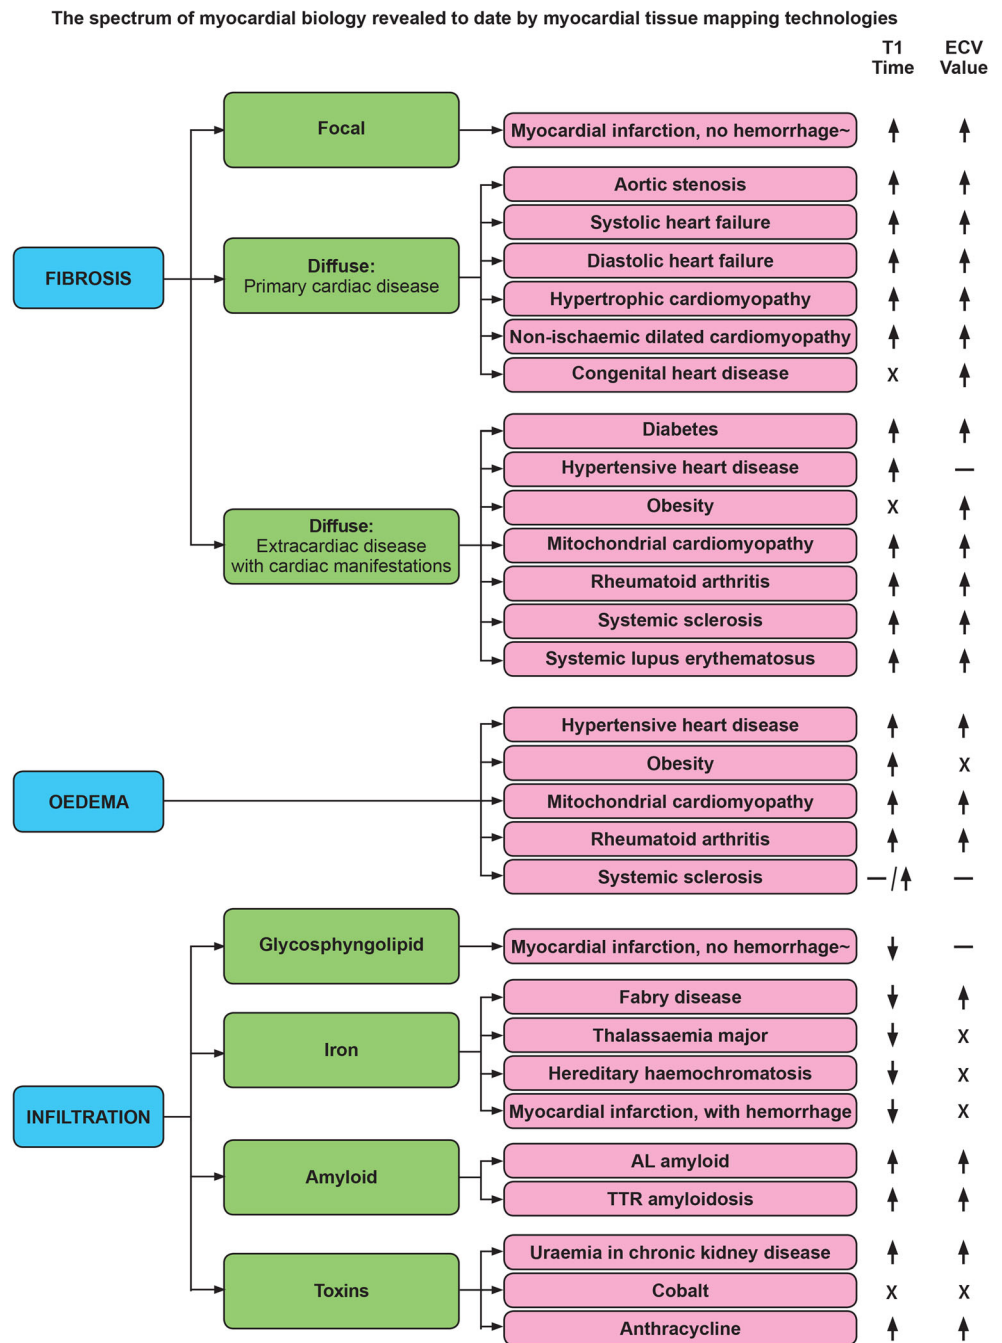 The spectrum of myocardial biology revealed to date by myocardial tissue mapping technologies
T1 Time
ECV Value
FIBROSIS
Focal
Myocardial infarction, no hemorrhage~ ↑ ↑
Diffuse:
Primary cardiac disease
Aortic stenosis ↑ ↑
Systolic heart failure ↑ ↑
Diastolic heart failure ↑ ↑
Hypertrophic cardiomyopathy ↑ ↑
Non-ischaemic dilated cardiomyopathy ↑ ↑
Congenital heart disease X ↑
Diffuse:
Extracardiac disease
with cardiac manifestations
Diabetes ↑ ↑
Hypertensive heart disease ↑ —
Obesity X ↑
Mitochondrial cardiomyopathy ↑ ↑
Rheumatoid arthritis ↑ ↑
Systemic sclerosis ↑ ↑
Systemic lupus erythematosus ↑ ↑
OEDEMA
Hypertensive heart disease ↑ ↑
Obesity ↑ X
Mitochondrial cardiomyopathy ↑ ↑
Rheumatoid arthritis ↑ ↑
Systemic sclerosis —/↑ —
INFILTRATION
Glycosphyngolipid
Myocardial infarction, no hemorrhage~ ↓ —
Iron
Fabry disease ↓ ↑
Thalassaemia major ↓ X
Hereditary haemochromatosis ↓ X
Myocardial infarction, with hemorrhage ↓ X
Amyloid
AL amyloid ↑ ↑
TTR amyloidosis ↑ ↑
Toxins
Uraemia in chronic kidney disease ↑ ↑
Cobalt X X
Anthracycline ↑ ↑